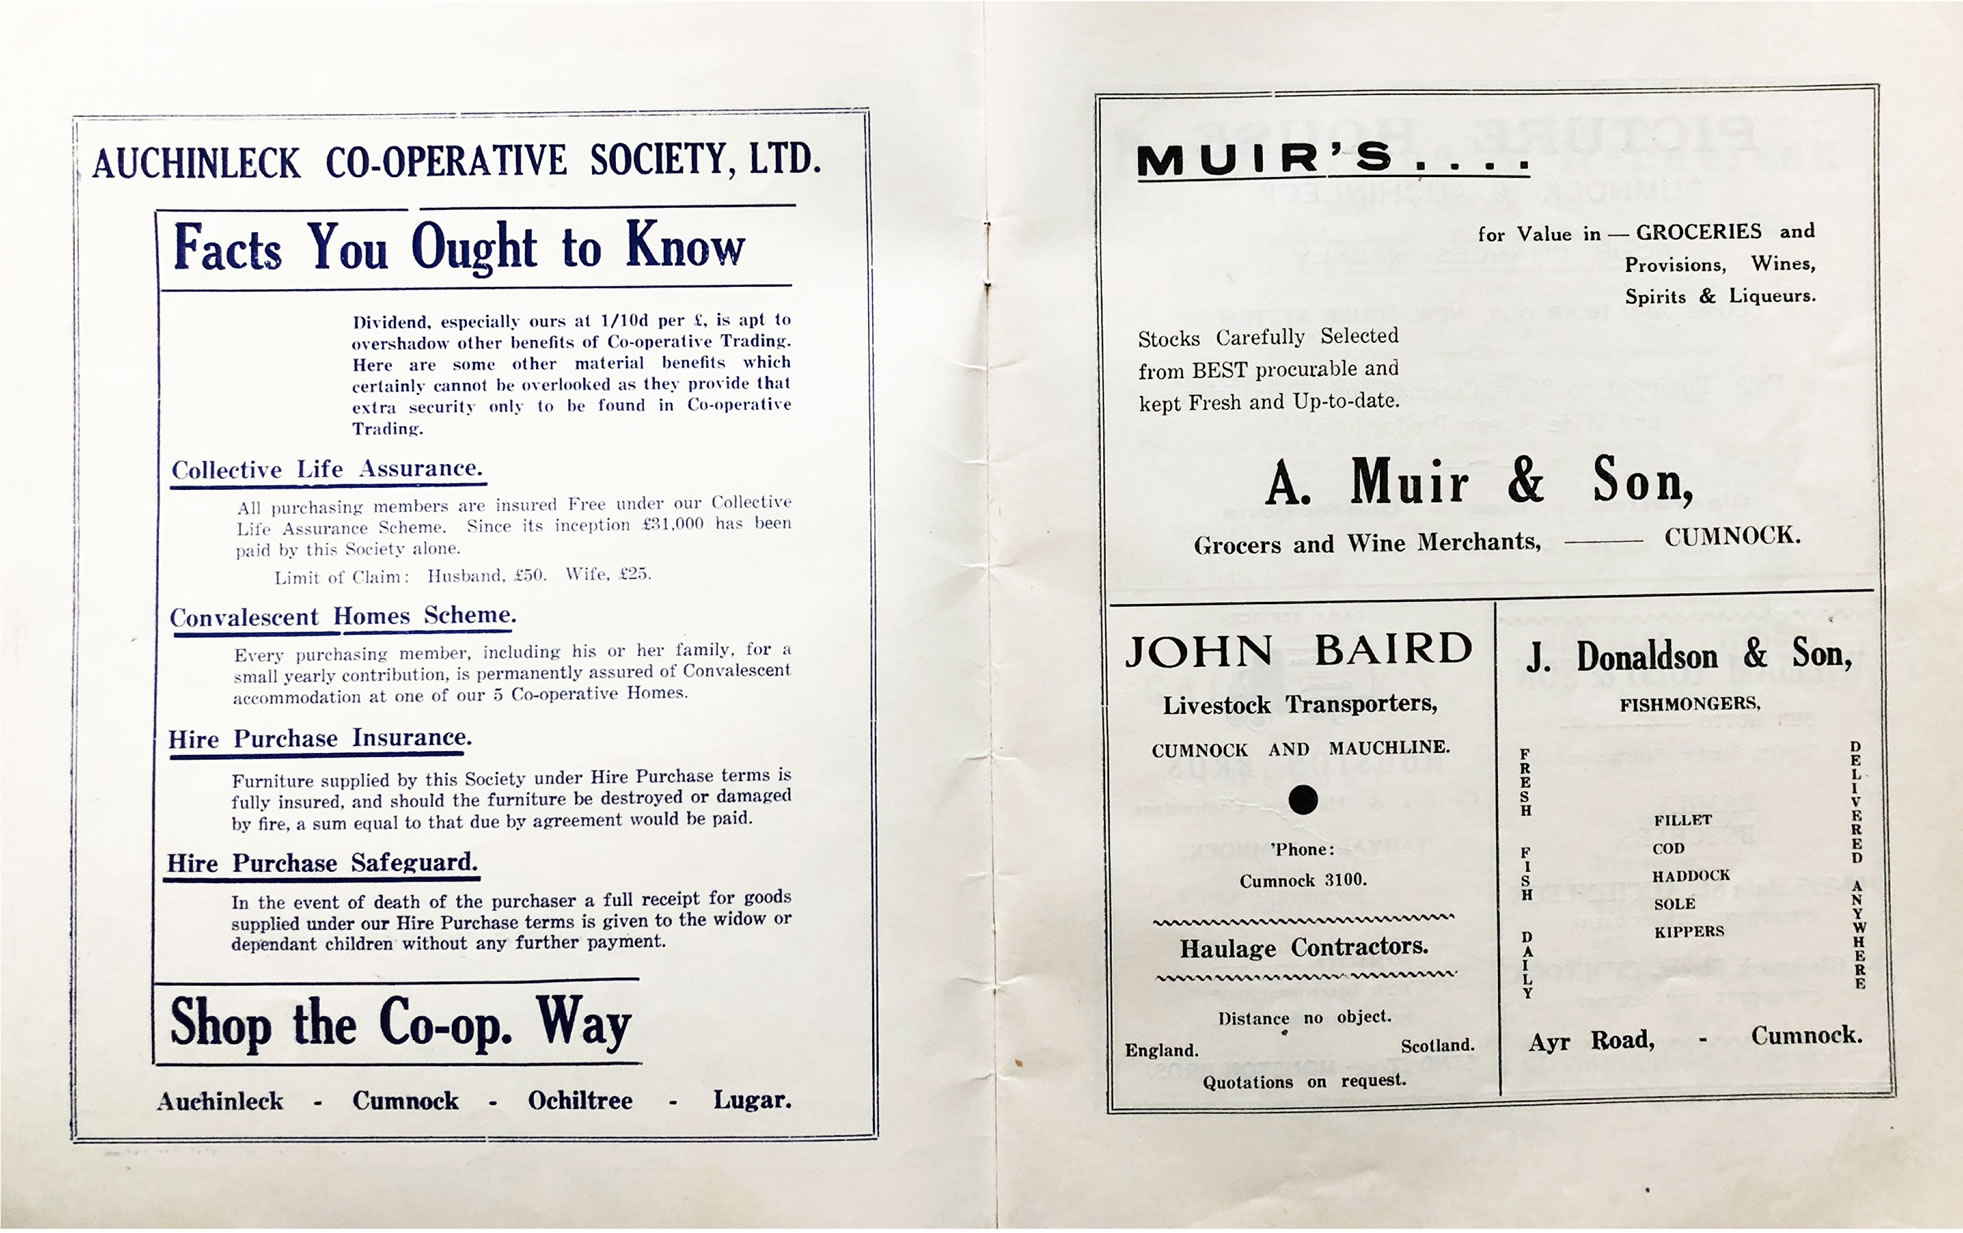 AUCHINLECK CO-OPERATIVE SOCIETY, LTD.
Facts You Ought to Know
Dividend, especially ours at 1/10d per £, is apt to
overshadow other benefits of Co-operative Trading.
Here are some other material benefits which
certainly cannot be overlooked as they provide that
extra security only to be found in Co-operative
Trading.
Collective Life Assurance.
All purchasing members are insured Free under our Collective
Life Assurance Scheme. Since its inception £31,000 has been
paid by this Society alone.
Limit of Claim: Husband, £50. Wife, £25.
Convalescent Homes Scheme.
Every purchasing member, including his or her family, for a
small yearly contribution, is permanently assured of Convalescent
accommodation at one of our 5 Co-operative Homes.
Hire Purchase Insurance.
Furniture supplied by this Society under Hire Purchase terms is
fully insured, and should the furniture be destroyed or damaged
by fire, a sum equal to that due by agreement would be paid.
Hire Purchase Safeguard.
In the event of death of the purchaser a full receipt for goods
supplied under our Hire Purchase terms is given to the widow or
dependant children without any further payment.
Shop the Co-op. Way
Auchinleck - Cumnock - Ochiltree - Lugar.
MUIR'S . . . .
for Value in — GROCERIES and
Provisions, Wines,
Spirits & Liqueurs.
Stocks Carefully Selected
from BEST procurable and
kept Fresh and Up-to-date.
A. Muir & Son,
Grocers and Wine Merchants, —— CUMNOCK.
JOHN BAIRD
Livestock Transporters,
CUMNOCK AND MAUCHLINE.
'Phone:
Cumnock 3100.
Haulage Contractors.
Distance no object.
England. Scotland.
Quotations on request.
J. Donaldson & Son,
FISHMONGERS,
FRESH FISH DAILY
FILLET
COD
HADDOCK
SOLE
KIPPERS
DELIVERED ANYWHERE
Ayr Road, - Cumnock.